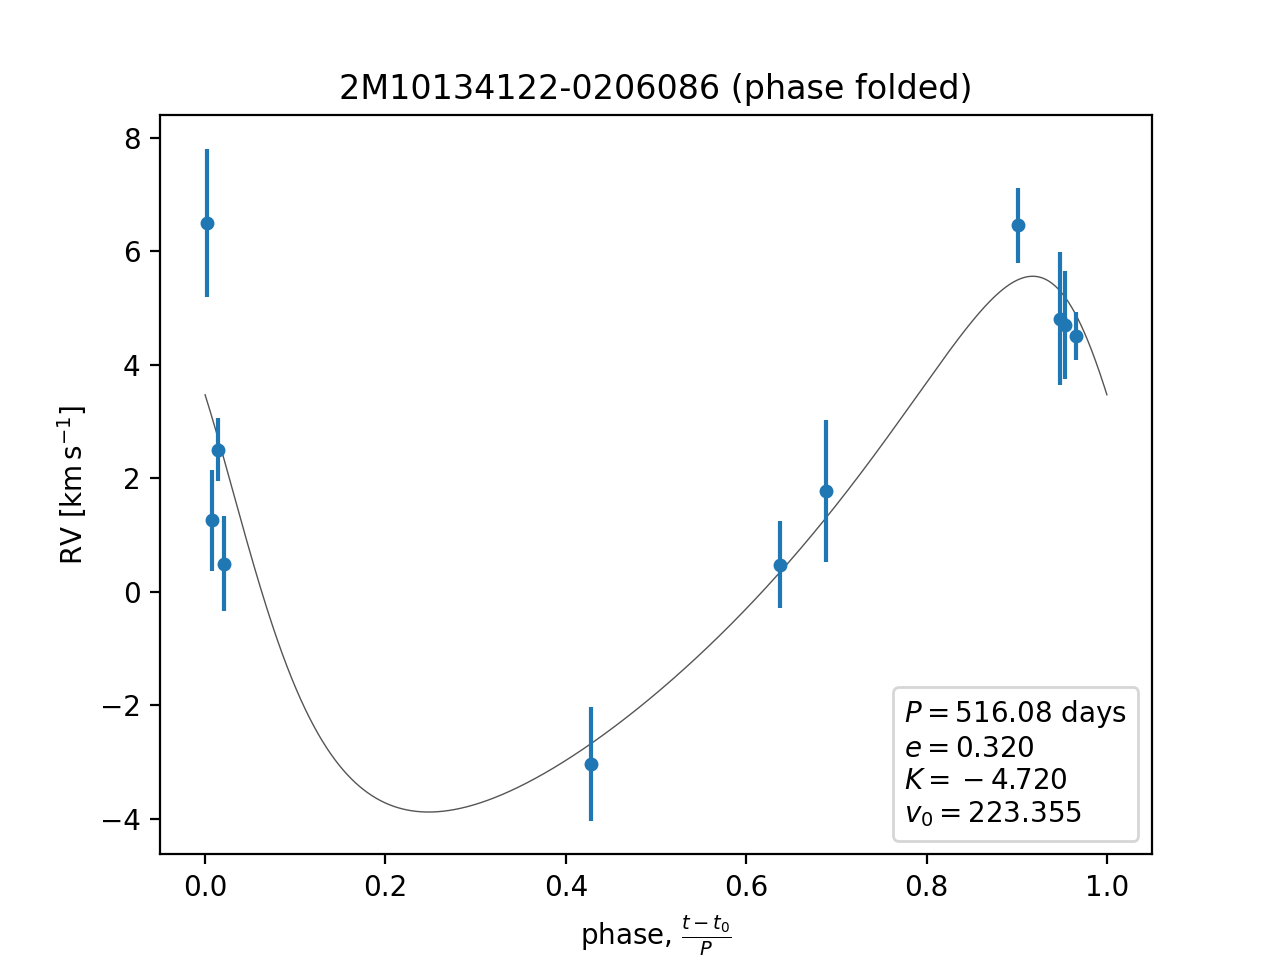 2M10134122-0206086 (phase folded)
8
6
4
2
0
−2
−4
RV [km s⁻¹]
P = 516.08 days
e = 0.320
K = −4.720
v₀ = 223.355
0.0 0.2 0.4 0.6 0.8 1.0
phase, (t − t₀)/P